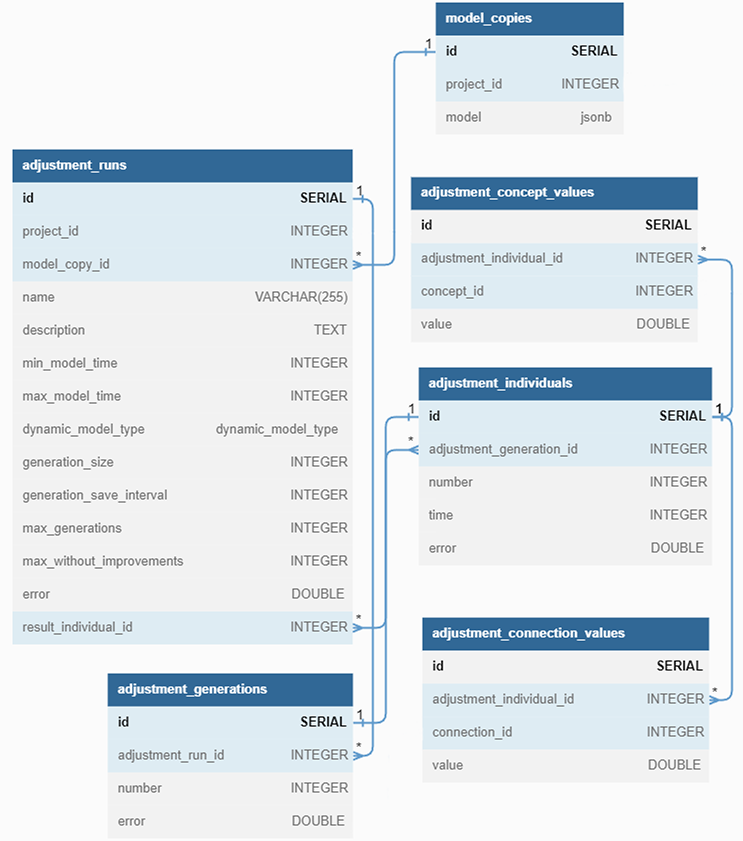 model_copies
1
id SERIAL
project_id INTEGER
model jsonb
adjustment_runs
id SERIAL 1
project_id INTEGER
model_copy_id INTEGER *
name VARCHAR(255)
description TEXT
min_model_time INTEGER
max_model_time INTEGER
dynamic_model_type dynamic_model_type
generation_size INTEGER
generation_save_interval INTEGER
max_generations INTEGER
max_without_improvements INTEGER
error DOUBLE
result_individual_id INTEGER *
adjustment_concept_values
id SERIAL
adjustment_individual_id INTEGER *
concept_id INTEGER
value DOUBLE
adjustment_individuals
1 id SERIAL 1
* adjustment_generation_id INTEGER
number INTEGER
time INTEGER
error DOUBLE
adjustment_connection_values
id SERIAL
adjustment_individual_id INTEGER *
connection_id INTEGER
value DOUBLE
adjustment_generations
id SERIAL 1
adjustment_run_id INTEGER *
number INTEGER
error DOUBLE